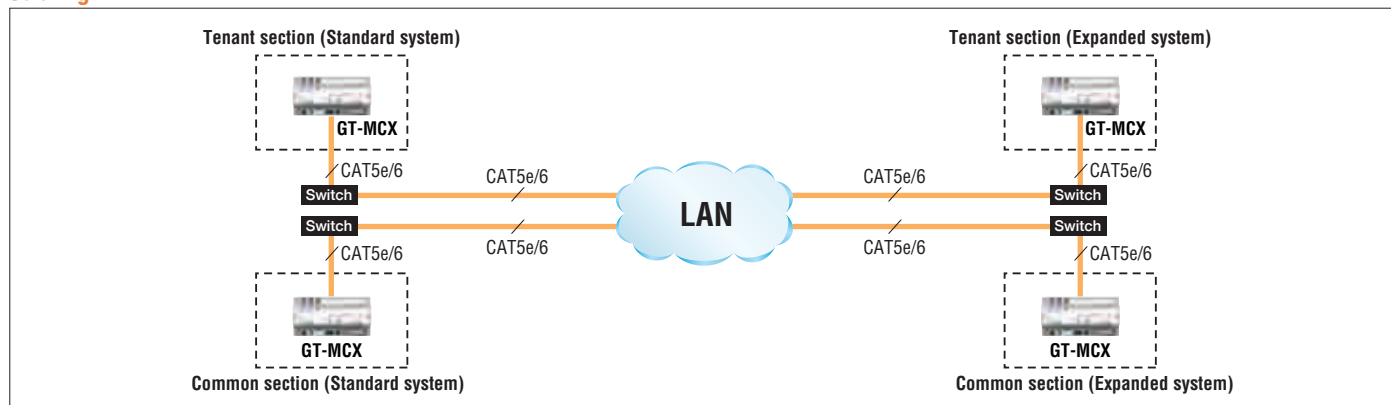 Tenant section (Standard system)
Tenant section (Expanded system)
GT-MCX
GT-MCX
CAT5e/6
CAT5e/6
CAT5e/6
CAT5e/6
Switch
Switch
LAN
Switch
Switch
CAT5e/6
CAT5e/6
CAT5e/6
CAT5e/6
GT-MCX
GT-MCX
Common section (Standard system)
Common section (Expanded system)